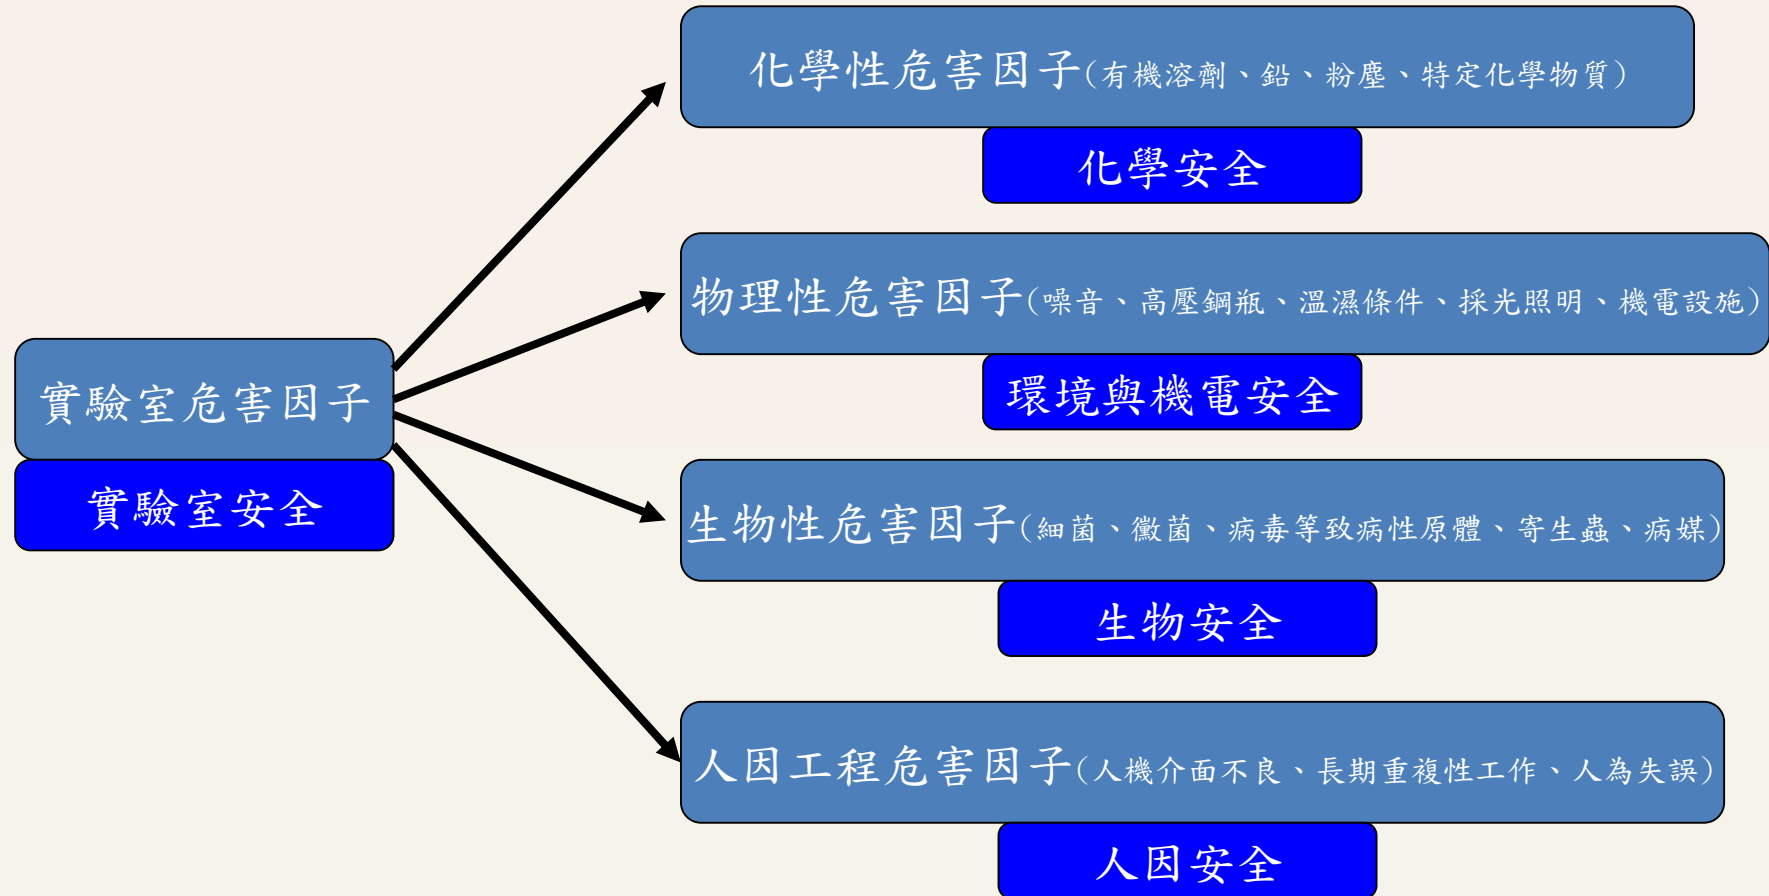 化學性危害因子(有機溶劑、鉛、粉塵、特定化學物質)
化學安全
物理性危害因子(噪音、高壓鋼瓶、溫濕條件、採光照明、機電設施)
環境與機電安全
實驗室危害因子
實驗室安全
生物性危害因子(細菌、黴菌、病毒等致病性原體、寄生蟲、病媒)
生物安全
人因工程危害因子(人機介面不良、長期重複性工作、人為失誤)
人因安全